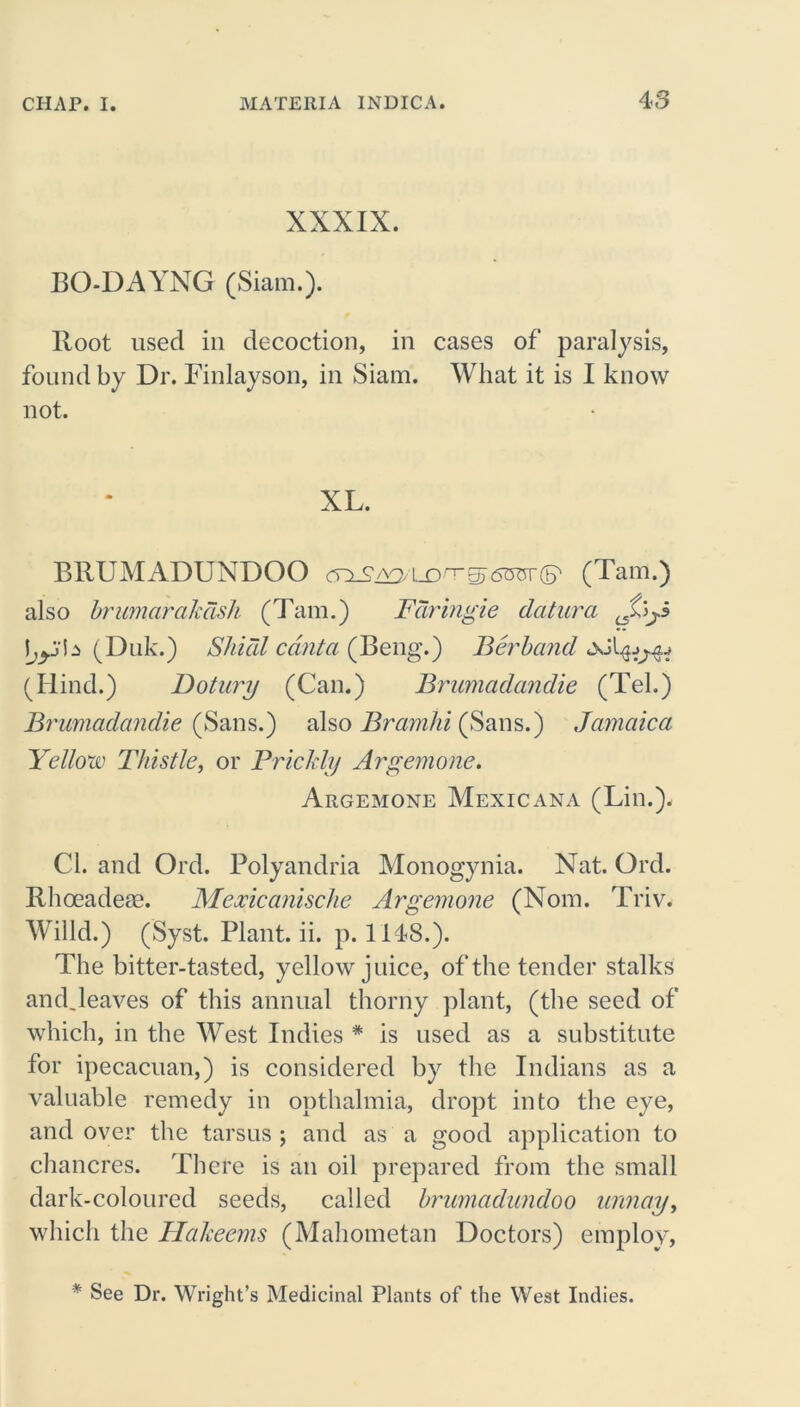 CHAP. I. MATERIA INDICA. 43
XXXIX.
BO-DAYNG (Siam.).
Root used in decoction, in cases of paralysis,
found by Dr. Finlayson, in Siam. What it is I know
not.
XL.
BRUMADUNDOO (Tam.)
also brumarakāsh (Tam.) Fāringie datura
(Duk.) Shiāl cānta (Beng.) Bĕrband
(Hind.) Dotury (Can.) Brumadandie (Tel.)
Brumadandie (Sans.) also Bramhi (Sans.) Jamaica
Yellow Thistle, or Prickly Argemone.
Argemone Mexicana (Lin.).
Cl. and Ord. Polyandria Monogynia. Nat. Ord.
Rhœadeæ. Mexicanische Argemone (Nom. Triv.
Willd.) (Syst. Plant. ii. p. 1148.).
The bitter-tasted, yellow juice, of the tender stalks
and leaves of this annual thorny plant, (the seed of
which, in the West Indies * is used as a substitute
for ipecacuan,) is considered by the Indians as a
valuable remedy in opthalmia, dropt into the eye,
and over the tarsus ; and as a good application to
chancres. There is an oil prepared from the small
dark-coloured seeds, called brumadundoo unnay,
which the Hakeems (Mahometan Doctors) employ,
* See Dr. Wright's Medicinal Plants of the West Indies.